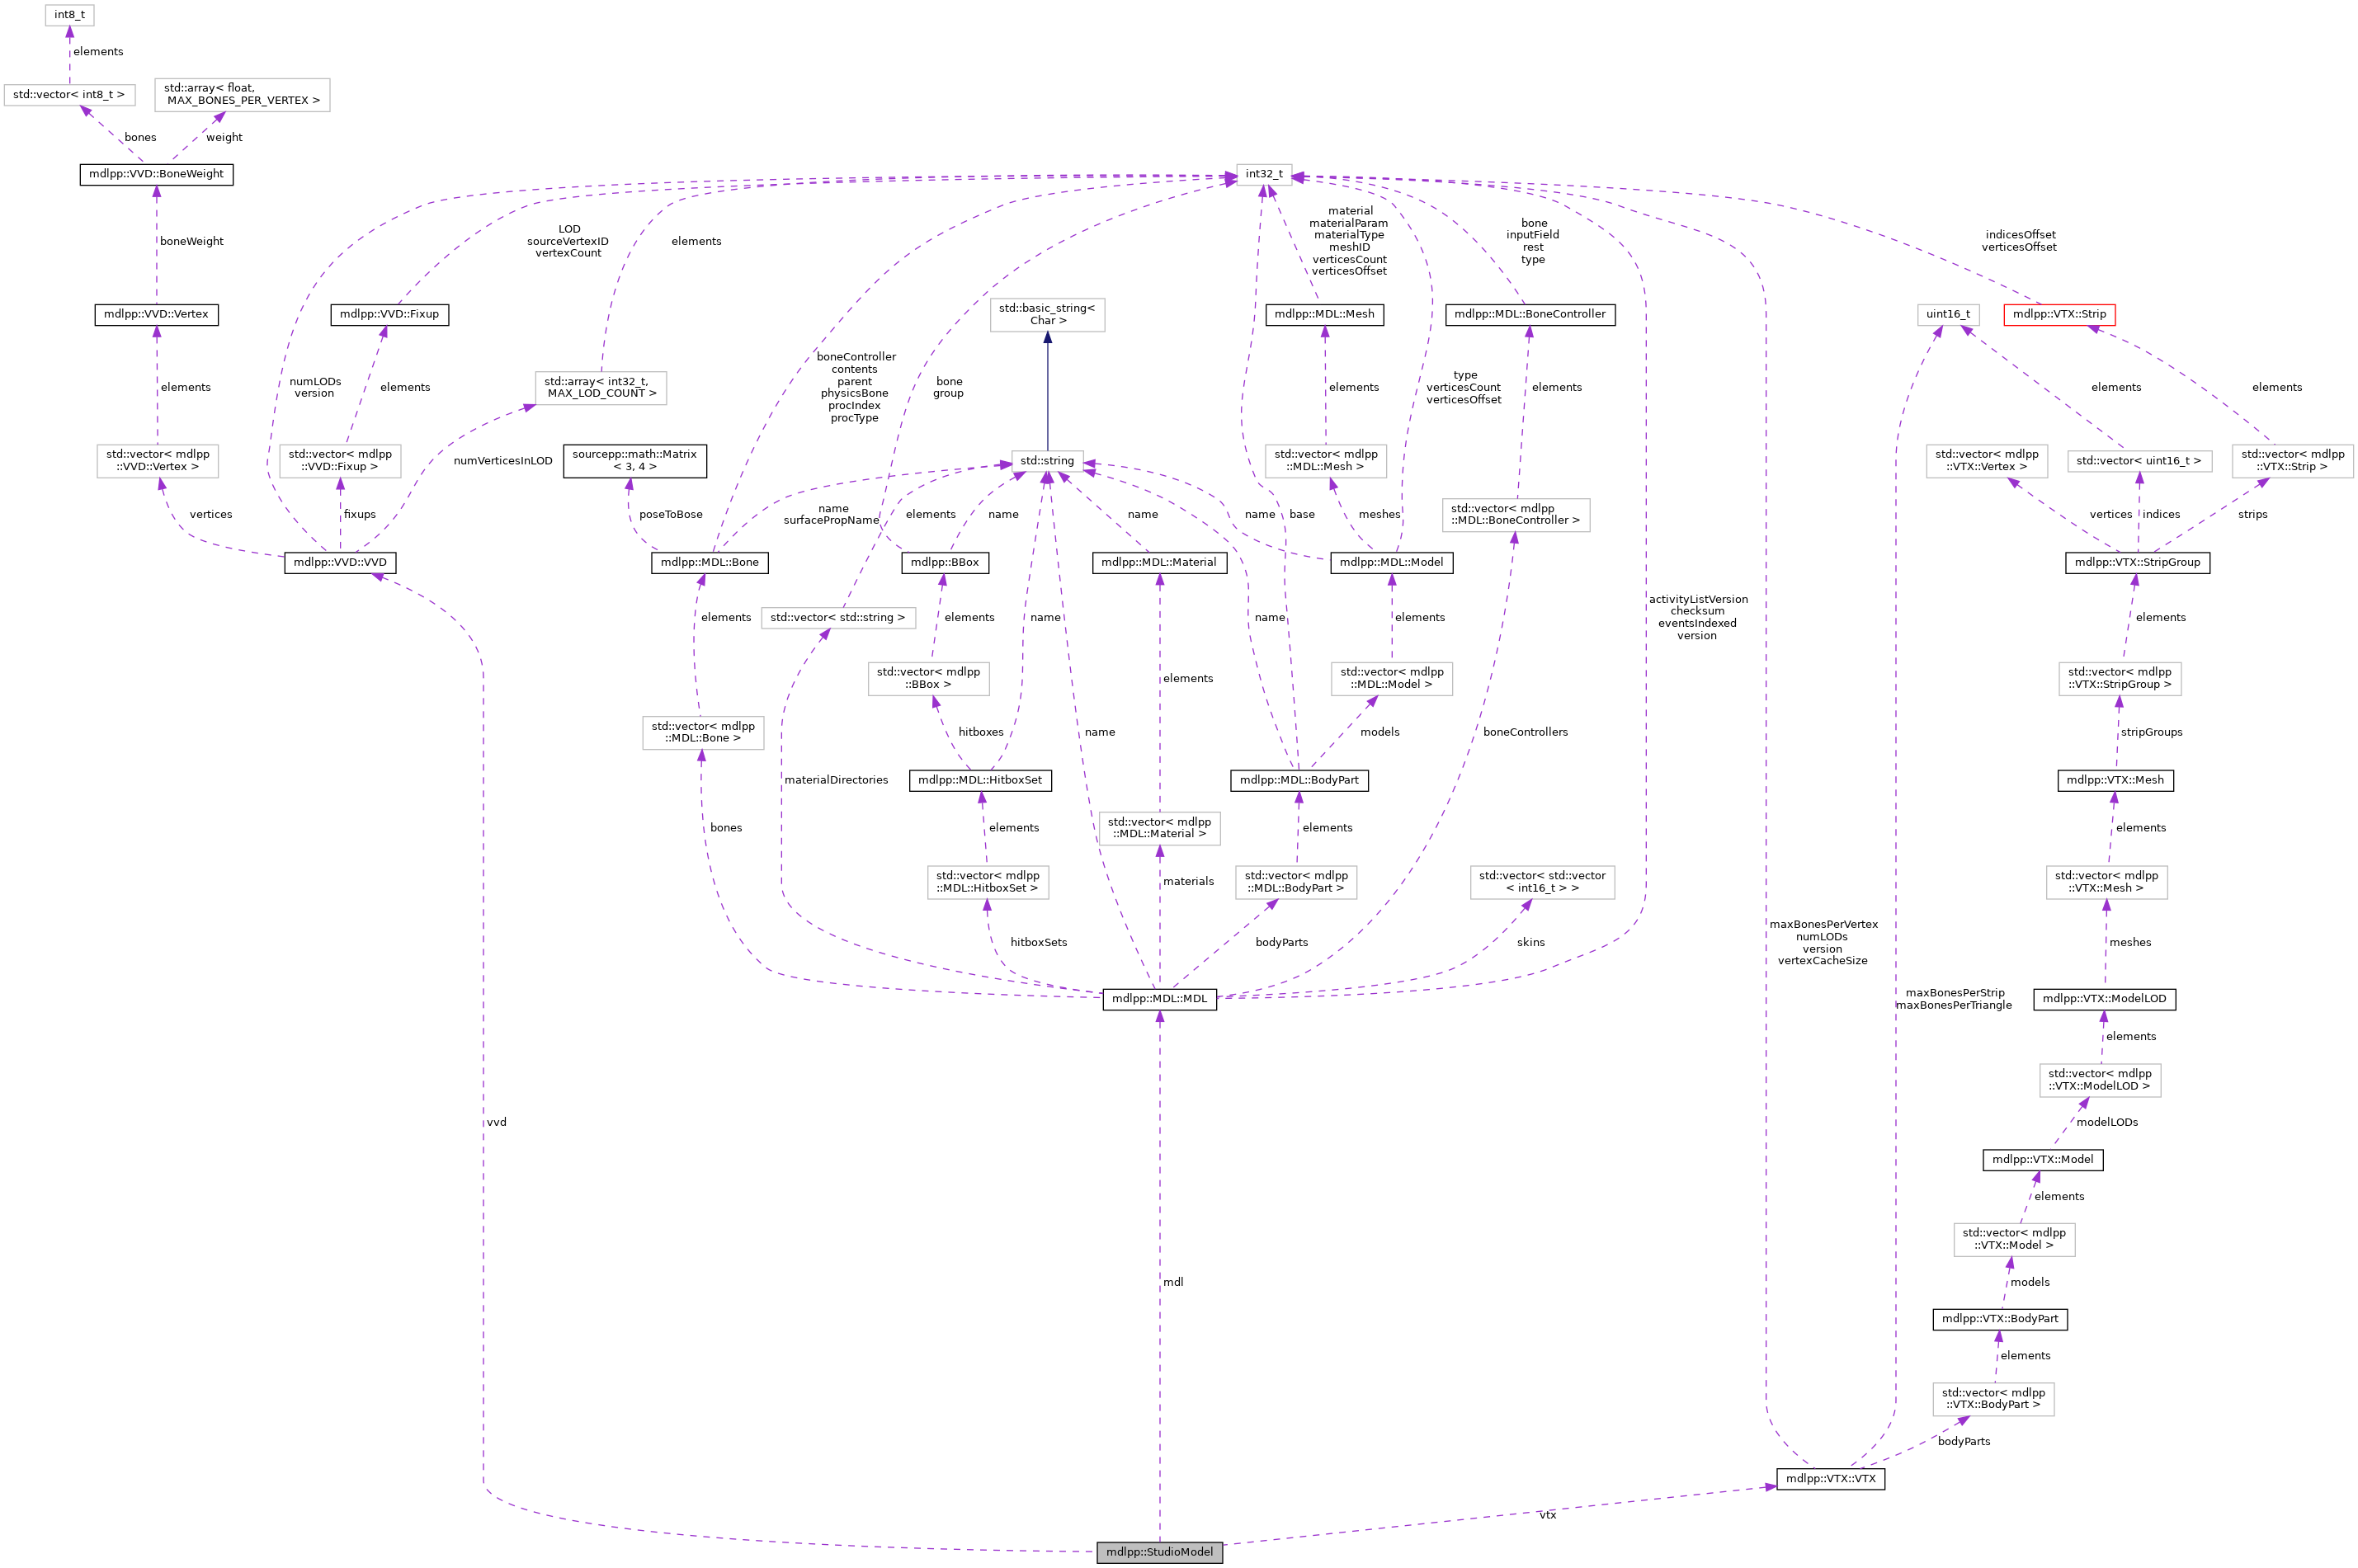 int8_t
elements
std::vector< int8_t >
std::array< float,
MAX_BONES_PER_VERTEX >
bones
weight
mdlpp::VVD::BoneWeight
int32_t
boneWeight
LOD
sourceVertexID
vertexCount
elements
material
materialParam
materialType
meshID
verticesCount
verticesOffset
bone
inputField
rest
type
indicesOffset
verticesOffset
mdlpp::VVD::Vertex
mdlpp::VVD::Fixup
std::basic_string<
Char >
mdlpp::MDL::Mesh
mdlpp::MDL::BoneController
uint16_t
mdlpp::VTX::Strip
elements
numLODs
version
elements
std::array< int32_t,
MAX_LOD_COUNT >
boneController
contents
parent
physicsBone
procIndex
procType
bone
group
elements
type
verticesCount
verticesOffset
elements
elements
elements
std::vector< mdlpp
::VVD::Vertex >
std::vector< mdlpp
::VVD::Fixup >
numVerticesInLOD
sourcepp::math::Matrix
< 3, 4 >
std::string
std::vector< mdlpp
::MDL::Mesh >
std::vector< mdlpp
::VTX::Vertex >
std::vector< uint16_t >
std::vector< mdlpp
::VTX::Strip >
vertices
fixups
poseToBose
name
surfacePropName
elements
name
name
name
base
meshes
std::vector< mdlpp
::MDL::BoneController >
vertices
indices
strips
mdlpp::VVD::VVD
mdlpp::MDL::Bone
mdlpp::BBox
mdlpp::MDL::Material
mdlpp::MDL::Model
mdlpp::VTX::StripGroup
elements
std::vector< std::string >
elements
name
name
elements
activityListVersion
checksum
eventsIndexed
version
elements
std::vector< mdlpp
::BBox >
elements
std::vector< mdlpp
::MDL::Model >
std::vector< mdlpp
::VTX::StripGroup >
std::vector< mdlpp
::MDL::Bone >
hitboxes
name
models
boneControllers
stripGroups
materialDirectories
mdlpp::MDL::HitboxSet
mdlpp::MDL::BodyPart
mdlpp::VTX::Mesh
bones
elements
std::vector< mdlpp
::MDL::Material >
elements
elements
std::vector< mdlpp
::MDL::HitboxSet >
materials
std::vector< mdlpp
::MDL::BodyPart >
std::vector< std::vector
< int16_t > >
std::vector< mdlpp
::VTX::Mesh >
hitboxSets
bodyParts
skins
maxBonesPerVertex
numLODs
version
vertexCacheSize
meshes
mdlpp::MDL::MDL
maxBonesPerStrip
maxBonesPerTriangle
mdlpp::VTX::ModelLOD
elements
std::vector< mdlpp
::VTX::ModelLOD >
vvd
modelLODs
mdlpp::VTX::Model
elements
std::vector< mdlpp
::VTX::Model >
mdl
models
mdlpp::VTX::BodyPart
elements
std::vector< mdlpp
::VTX::BodyPart >
bodyParts
mdlpp::VTX::VTX
vtx
mdlpp::StudioModel